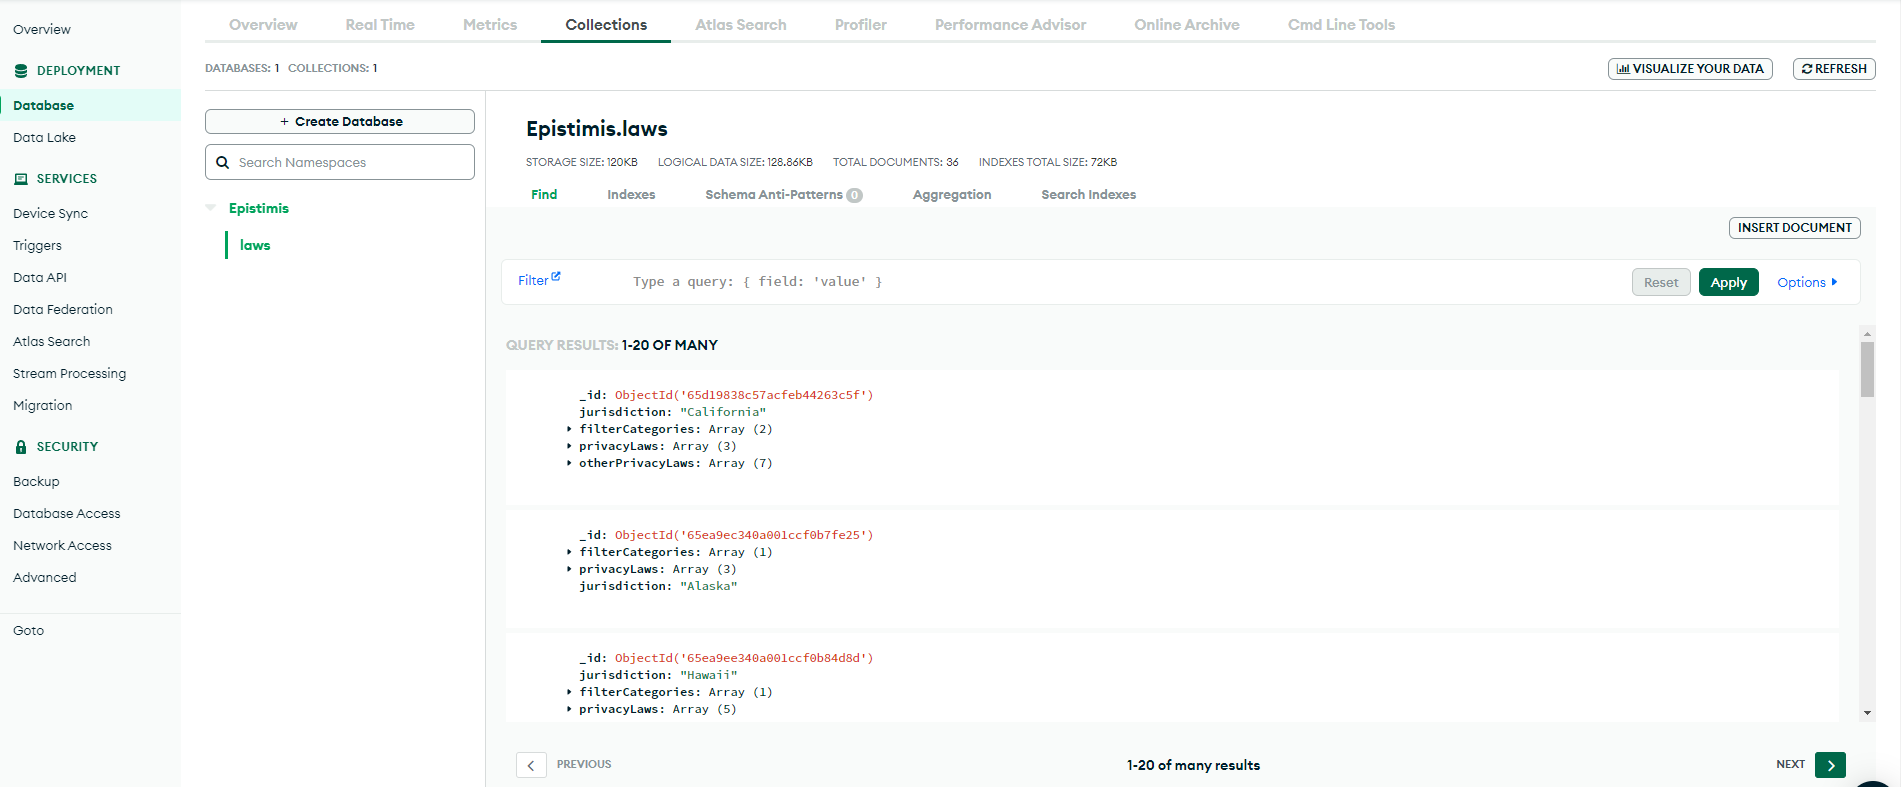 Overview
DEPLOYMENT
Database
Data Lake
SERVICES
Device Sync
Triggers
Data API
Data Federation
Atlas Search
Stream Processing
Migration
SECURITY
Backup
Database Access
Network Access
Advanced
Goto
Overview Real Time Metrics Collections Atlas Search Profiler Performance Advisor Online Archive Cmd Line Tools
DATABASES: 1 COLLECTIONS: 1
VISUALIZE YOUR DATA REFRESH
+ Create Database
Search Namespaces
Epistimis
laws
Epistimis.laws
STORAGE SIZE: 120KB LOGICAL DATA SIZE: 128.86KB TOTAL DOCUMENTS: 36 INDEXES TOTAL SIZE: 72KB
Find Indexes Schema Anti-Patterns 0 Aggregation Search Indexes
INSERT DOCUMENT
Filter Type a query: { field: 'value' } Reset Apply Options
QUERY RESULTS: 1-20 OF MANY
_id: ObjectId('65d19838c57acfeb44263c5f')
jurisdiction: "California"
filterCategories: Array (2)
privacyLaws: Array (3)
otherPrivacyLaws: Array (7)
_id: ObjectId('65ea9ec340a001ccf0b7fe25')
filterCategories: Array (1)
privacyLaws: Array (3)
jurisdiction: "Alaska"
_id: ObjectId('65ea9ee340a001ccf0b84d8d')
jurisdiction: "Hawaii"
filterCategories: Array (1)
privacyLaws: Array (5)
PREVIOUS 1-20 of many results NEXT